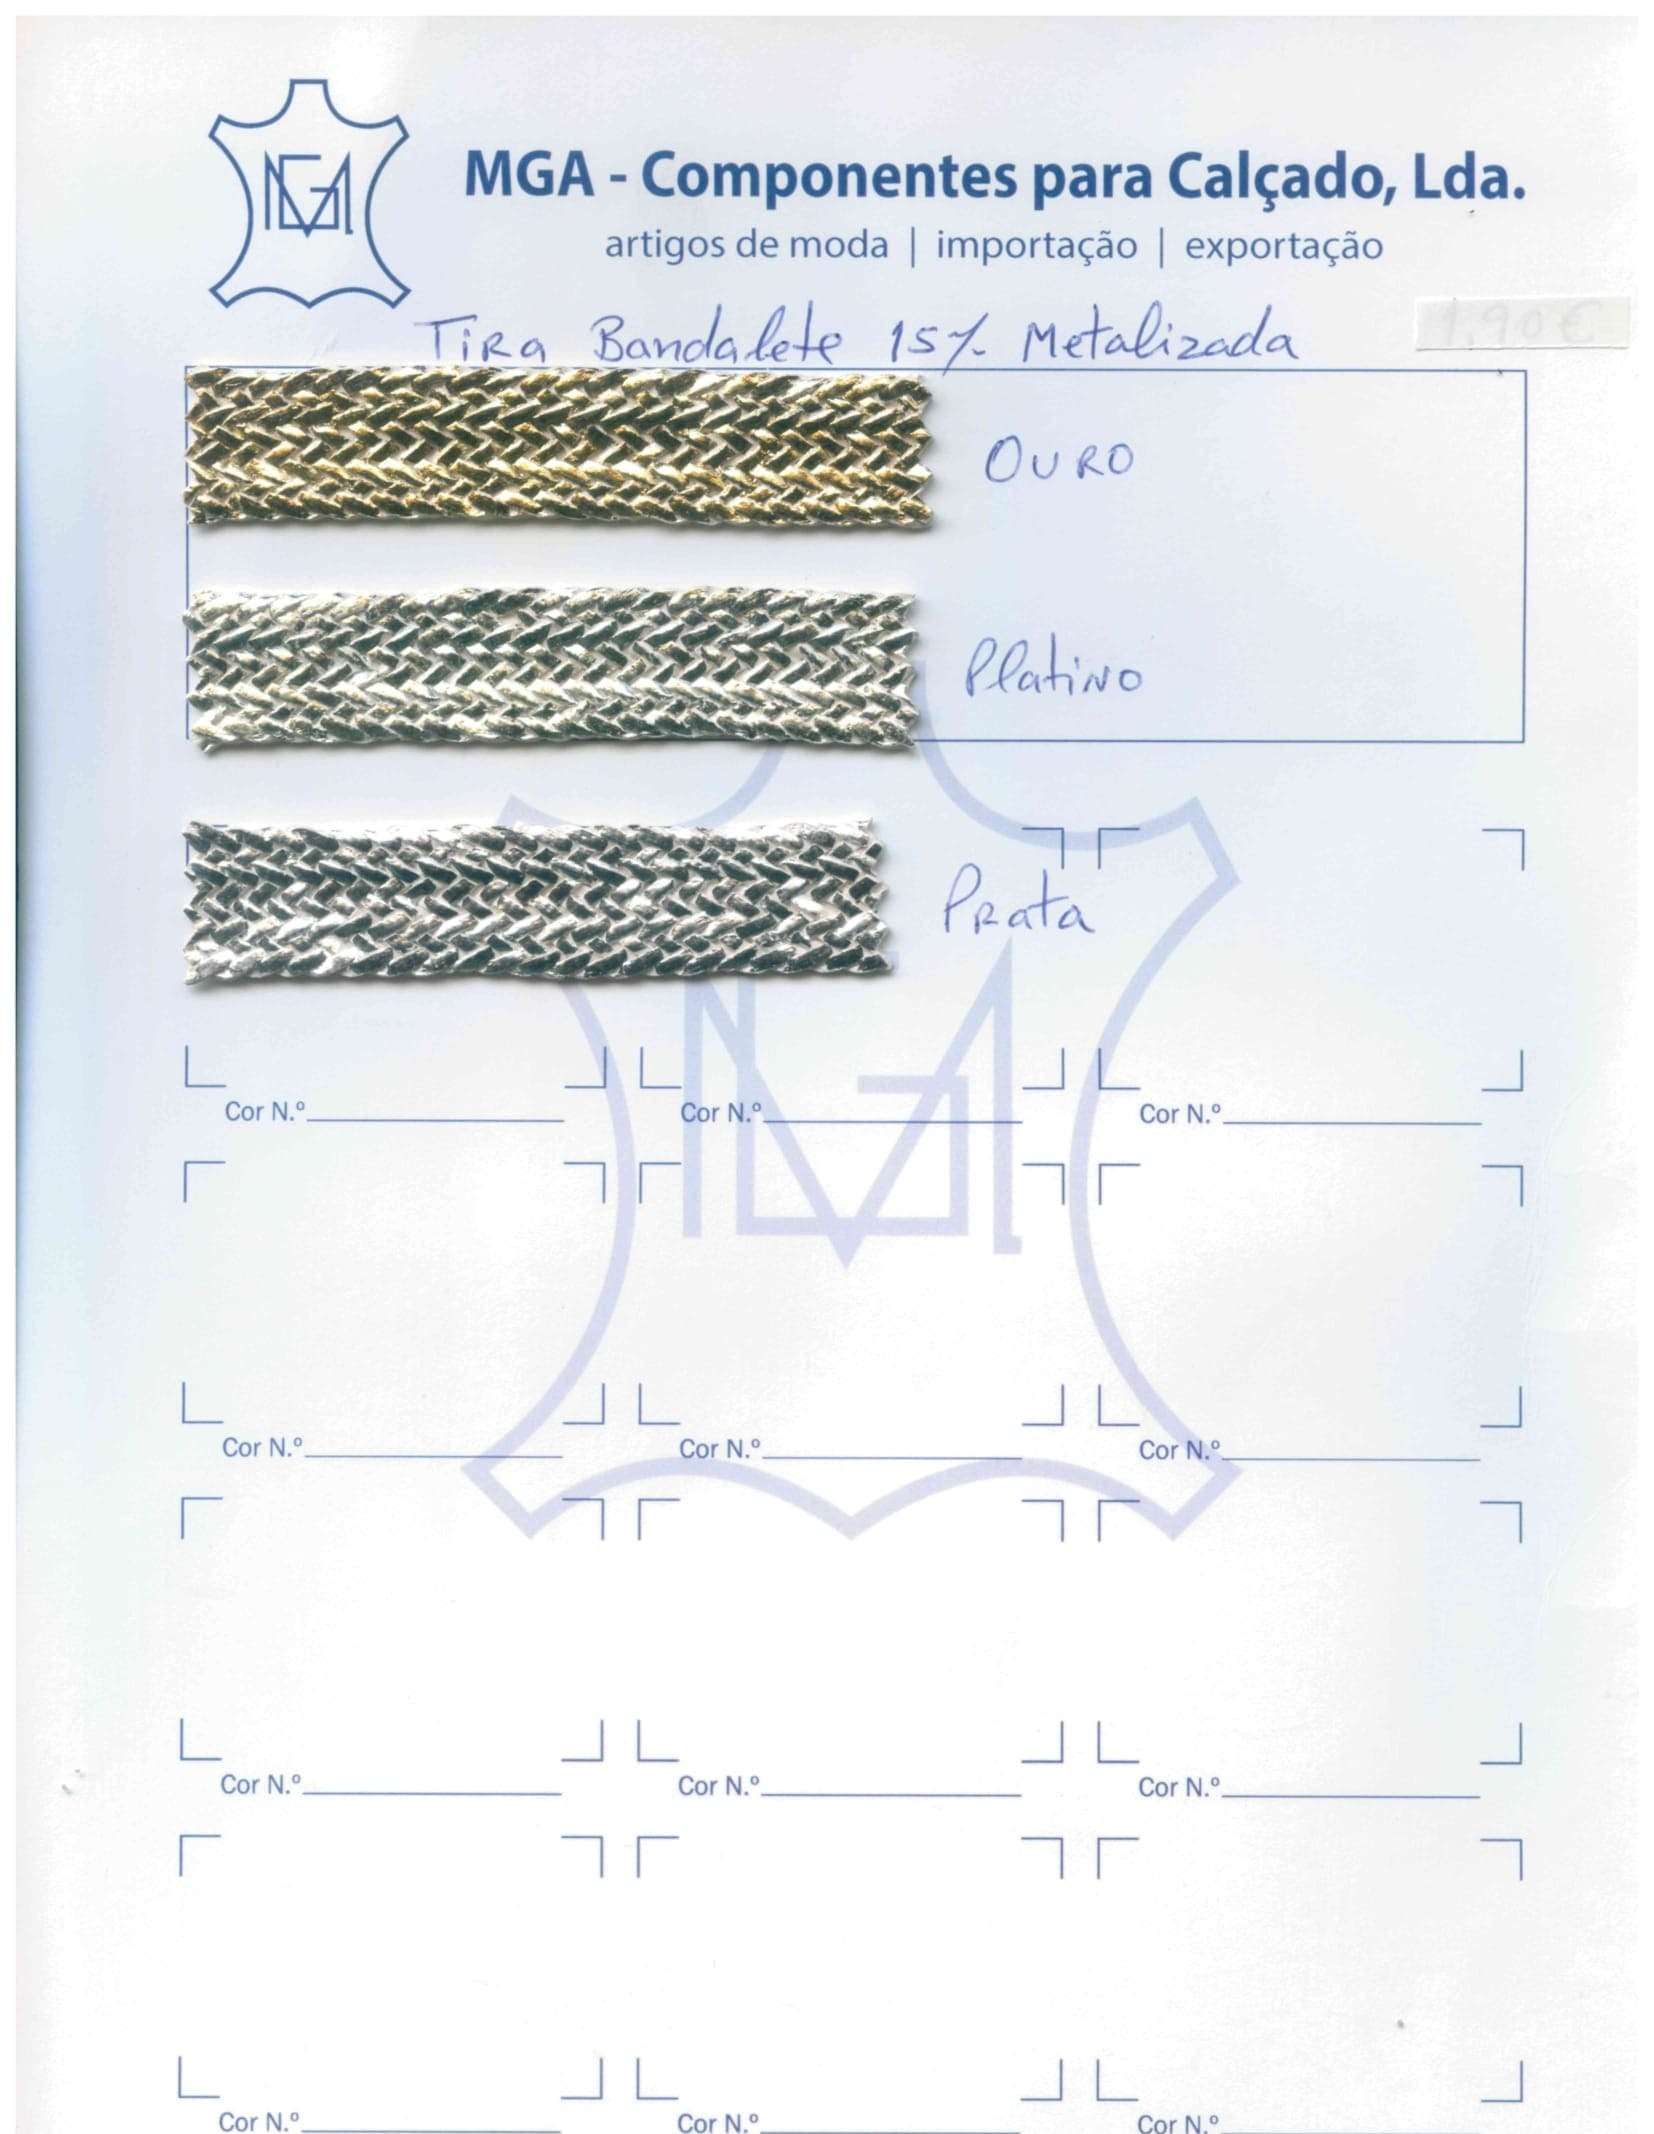 MGA - Componentes para Calçado, Lda.
artigos de moda | importação | exportação
Tira Bandalete 15% Metalizada
1,90€
OURO
Platino
Prata
Cor N.º Cor N.º Cor N.º
Cor N.º Cor N.º Cor N.º
Cor N.º Cor N.º Cor N.º
Cor N.º Cor N.º Cor N.º